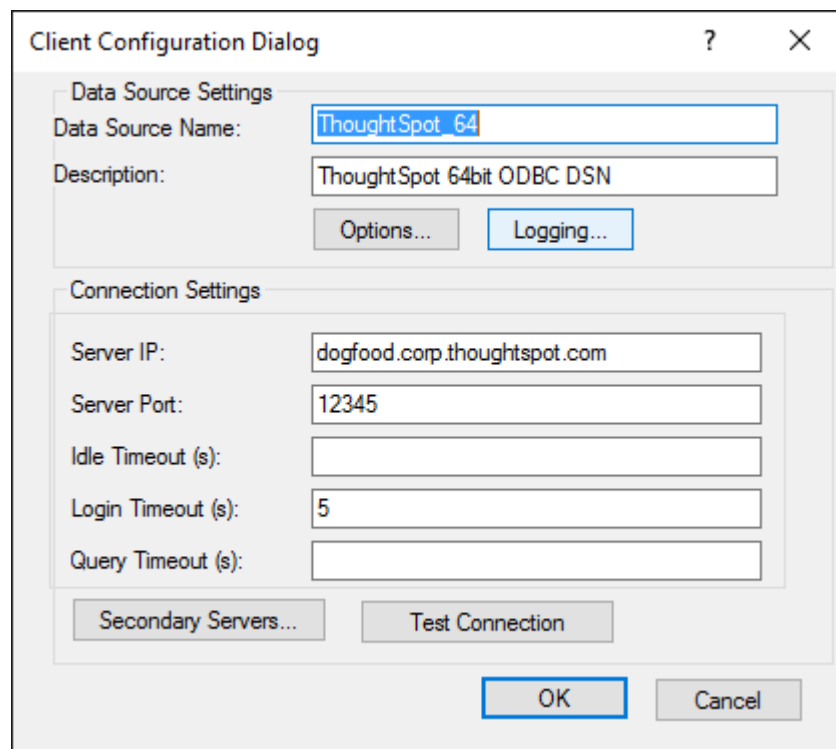 Client Configuration Dialog ?
Data Source Settings
Data Source Name: ThoughtSpot_64
Description: ThoughtSpot 64bit ODBC DSN
Options... Logging...
Connection Settings
Server IP: dogfood.corp.thoughtspot.com
Server Port: 12345
Idle Timeout (s):
Login Timeout (s): 5
Query Timeout (s):
Secondary Servers... Test Connection
OK Cancel